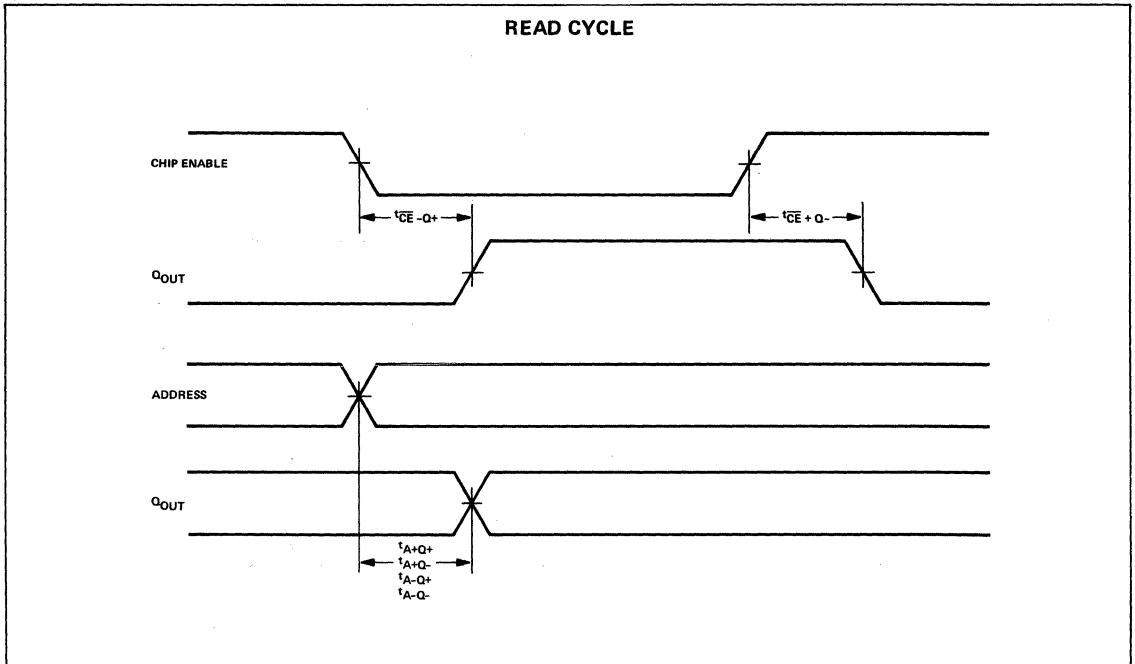 READ CYCLE
CHIP ENABLE
tCE -Q+
tCE + Q-
QOUT
ADDRESS
QOUT
tA+Q+
tA+Q-
tA-Q+
tA-Q-